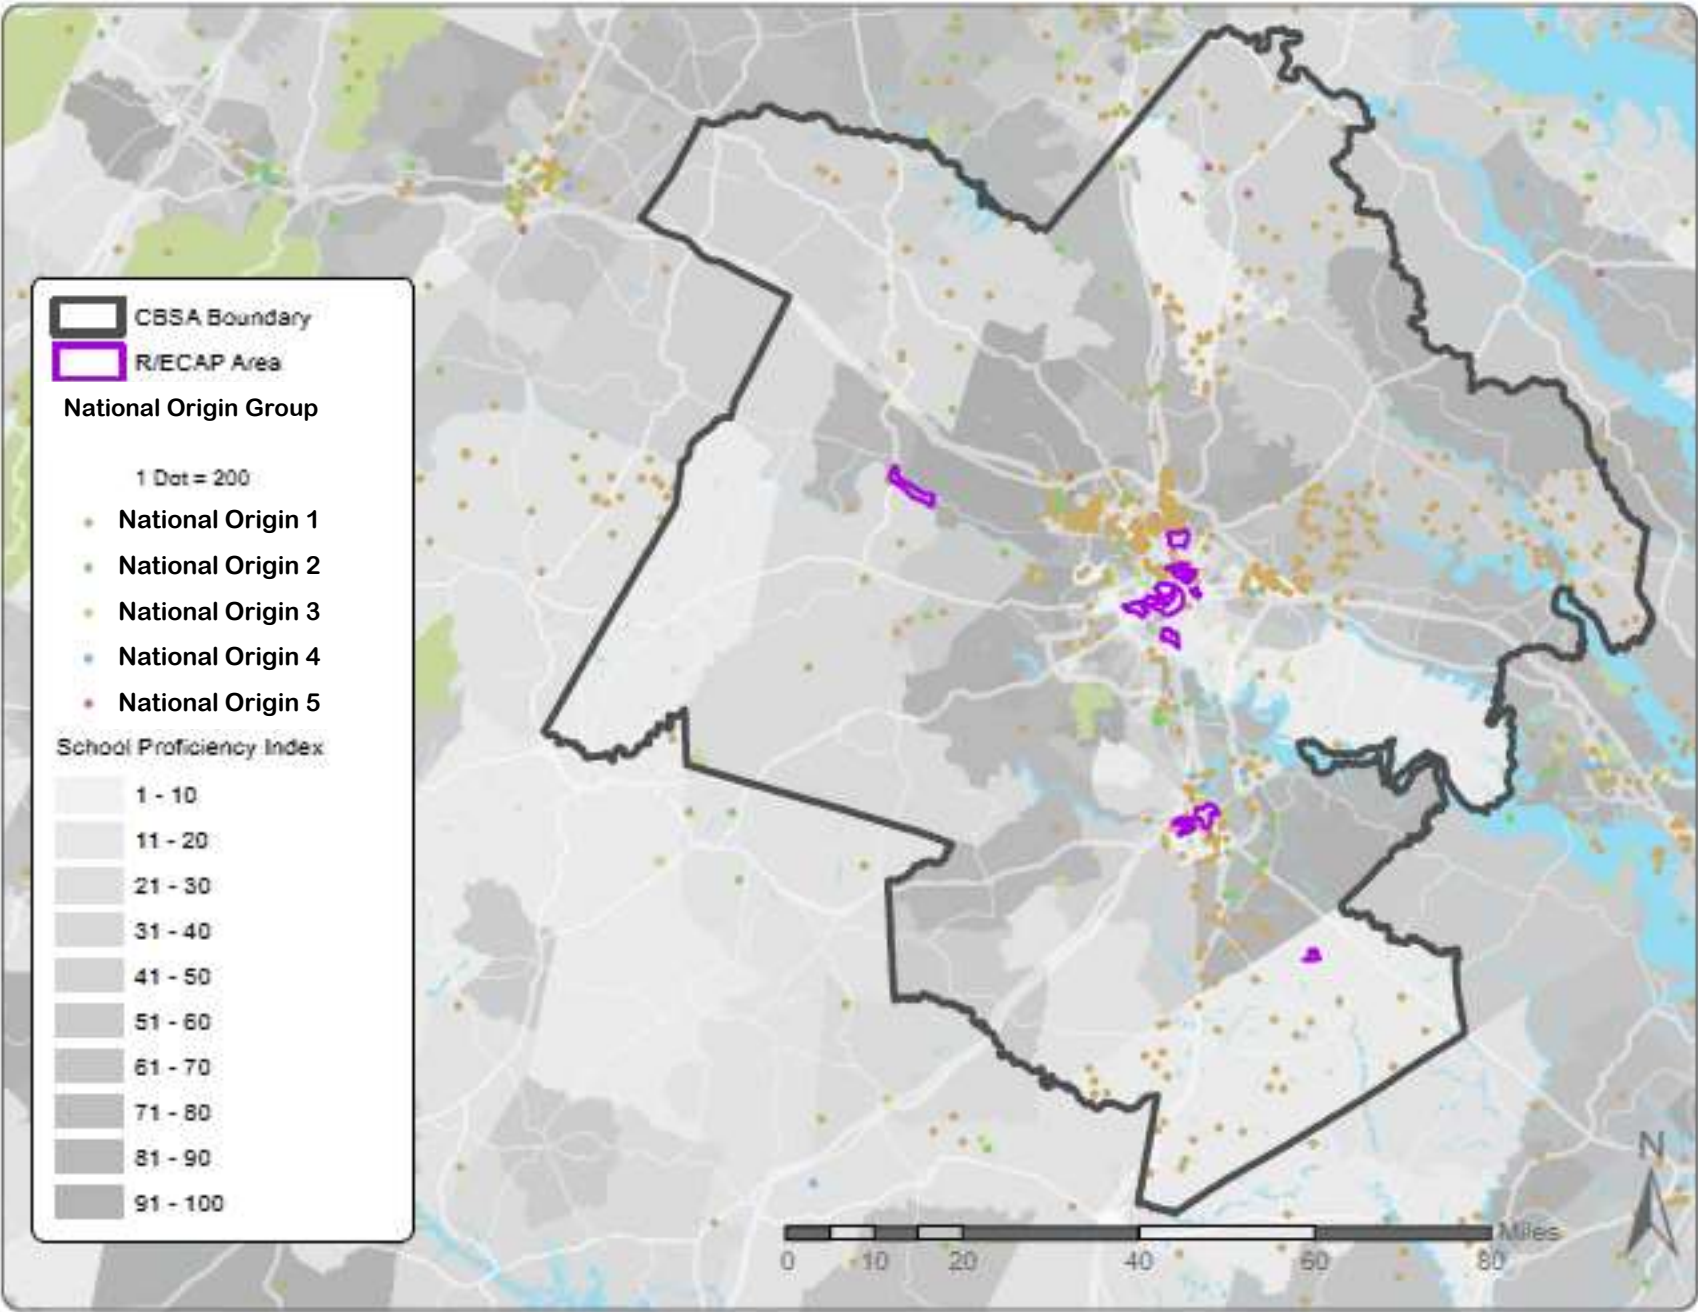 CBSA Boundary
R/ECAP Area
National Origin Group
1 Dot = 200
National Origin 1
National Origin 2
National Origin 3
National Origin 4
National Origin 5
School Proficiency Index
1 - 10
11 - 20
21 - 30
31 - 40
41 - 50
51 - 60
61 - 70
71 - 80
81 - 90
91 - 100
N
Miles
0 10 20 40 60 80